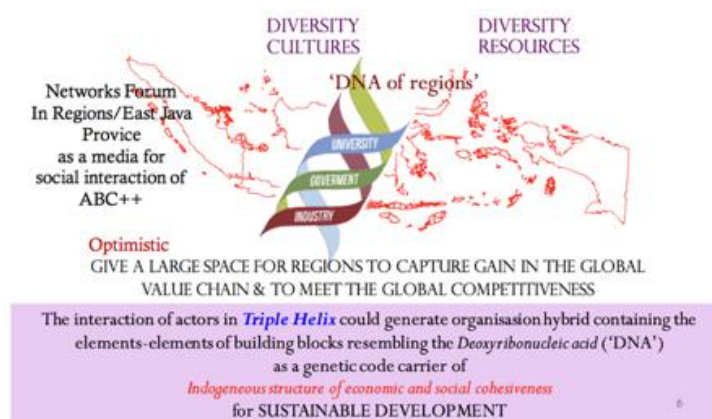 DIVERSITY
CULTURES
DIVERSITY
RESOURCES
'DNA of regions'
Networks Forum
In Regions/East Java
Provice
as a media for
social interaction of
ABC++
UNIVERSITY
GOVERMENT
INDUSTRY
Optimistic
GIVE A LARGE SPACE FOR REGIONS TO CAPTURE GAIN IN THE GLOBAL
VALUE CHAIN & TO MEET THE GLOBAL COMPETITIVENESS
The interaction of actors in Triple Helix could generate organisasion hybrid containing the
elements-elements of building blocks resembling the Deoxyribonucleic acid ('DNA')
as a genetic code carrier of
Indogeneous structure of economic and social cohesiveness
for SUSTAINABLE DEVELOPMENT
6